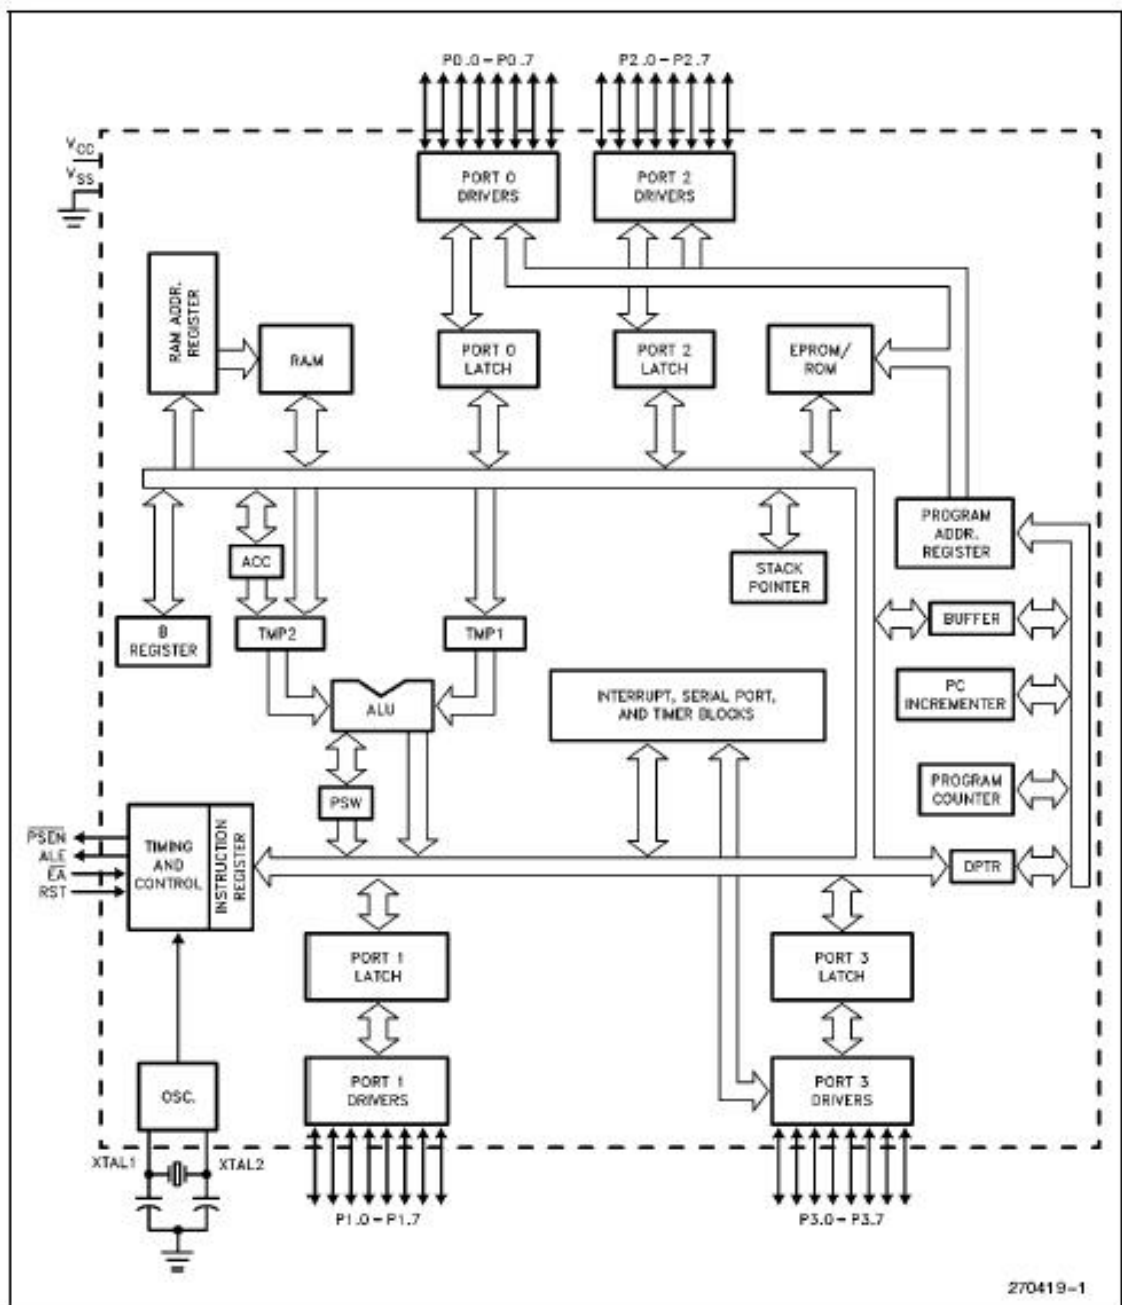 P0.0-P0.7
P2.0-P2.7
VCC
VSS
PORT 0
DRIVERS
PORT 2
DRIVERS
RAM ADDR.
REGISTER
RAM
PORT 0
LATCH
PORT 2
LATCH
EPROM/
ROM
PROGRAM
ADDR.
REGISTER
ACC
STACK
POINTER
B
REGISTER
TMP2
TMP1
BUFFER
ALU
INTERRUPT, SERIAL PORT,
AND TIMER BLOCKS
PC
INCREMENTER
PSW
PROGRAM
COUNTER
PSEN
ALE
EA
RST
TIMING
AND
CONTROL
INSTRUCTION
REGISTER
DPTR
PORT 1
LATCH
PORT 3
LATCH
OSC.
PORT 1
DRIVERS
PORT 3
DRIVERS
XTAL1
XTAL2
P1.0-P1.7
P3.0-P3.7
270419-1